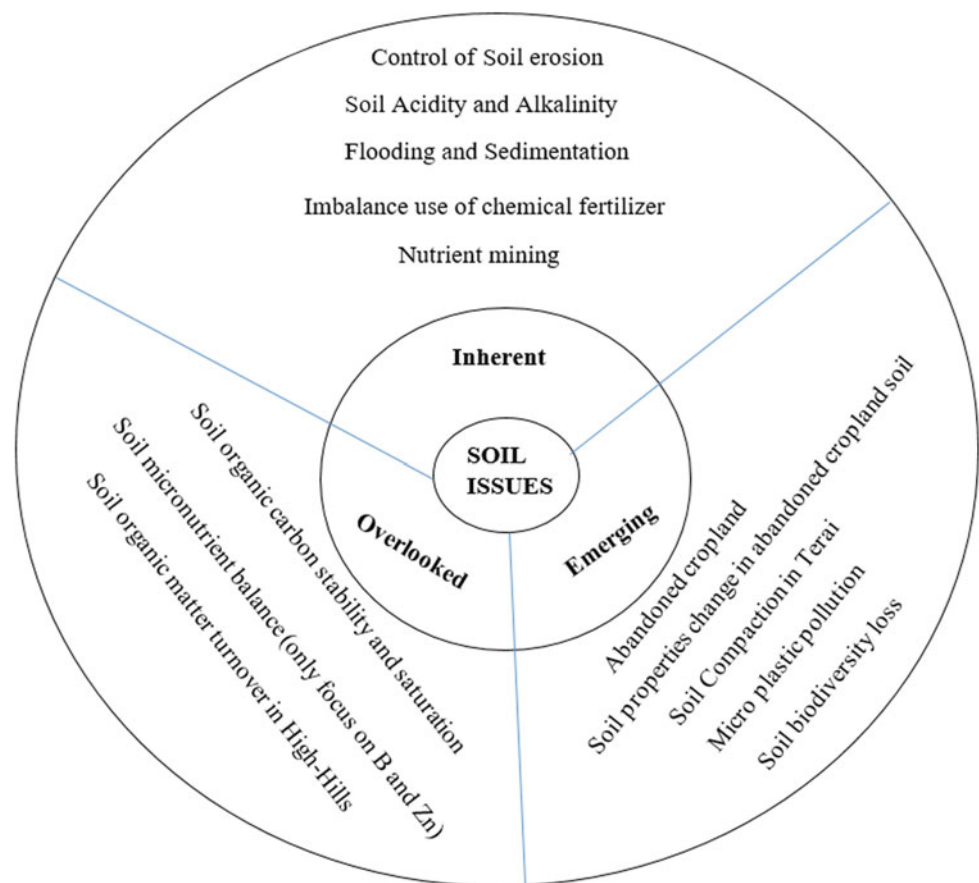 Control of Soil erosion
Soil Acidity and Alkalinity
Flooding and Sedimentation
Imbalance use of chemical fertilizer
Nutrient mining
Inherent
SOIL
ISSUES
Overlooked
Emerging
Soil organic carbon stability and saturation
Soil micronutrient balance (only focus on B and Zn)
Soil organic matter turnover in High-Hills
Abandoned cropland
Soil properties change in abandoned cropland soil
Soil Compaction in Terai
Micro plastic pollution
Soil biodiversity loss